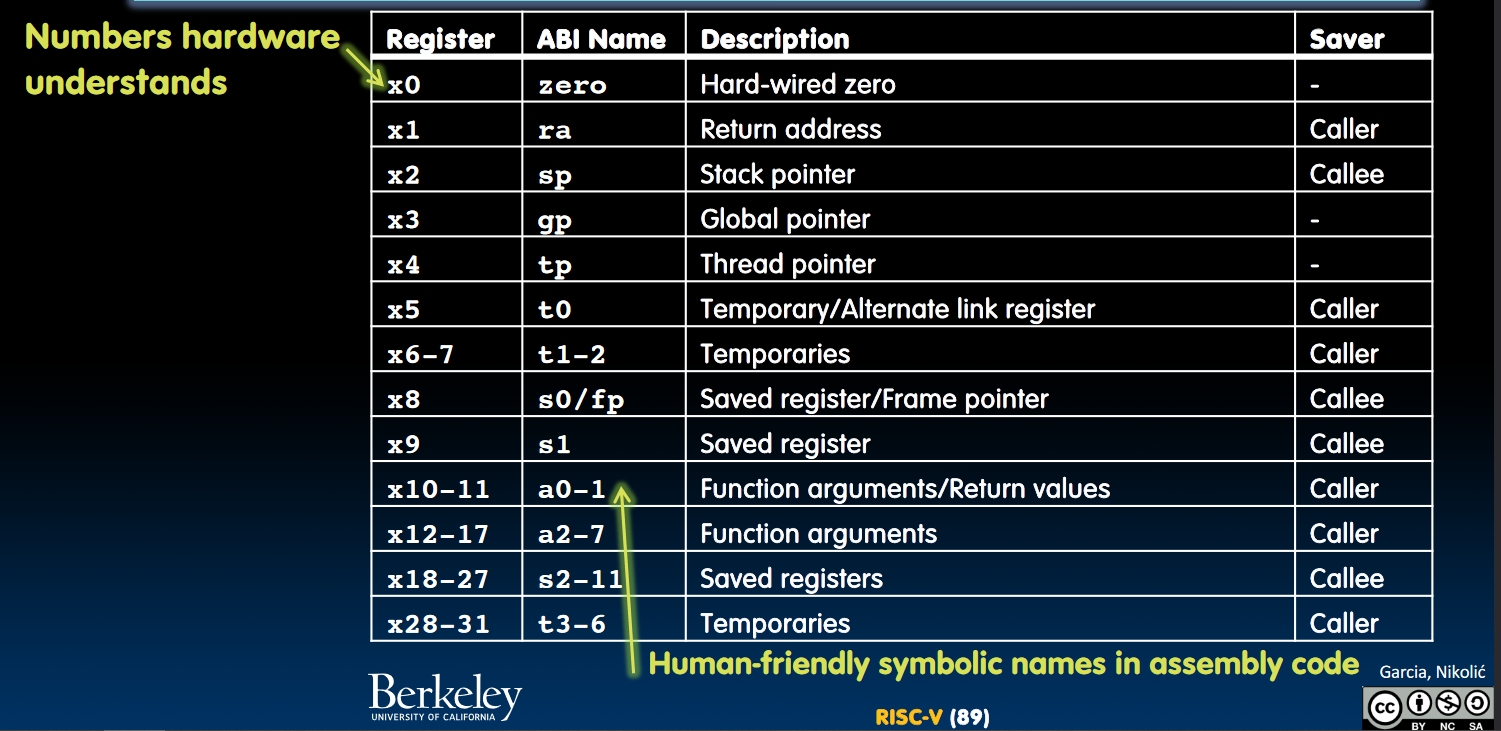 Numbers hardware
understands
Register ABI Name Description Saver
x0 zero Hard-wired zero -
x1 ra Return address Caller
x2 sp Stack pointer Callee
x3 gp Global pointer -
x4 tp Thread pointer -
x5 t0 Temporary/Alternate link register Caller
x6-7 t1-2 Temporaries Caller
x8 s0/fp Saved register/Frame pointer Callee
x9 s1 Saved register Callee
x10-11 a0-1 Function arguments/Return values Caller
x12-17 a2-7 Function arguments Caller
x18-27 s2-11 Saved registers Callee
x28-31 t3-6 Temporaries Caller
Human-friendly symbolic names in assembly code
Garcia, Nikolić
Berkeley
UNIVERSITY OF CALIFORNIA
RISC-V (89)
cc
BY NC SA